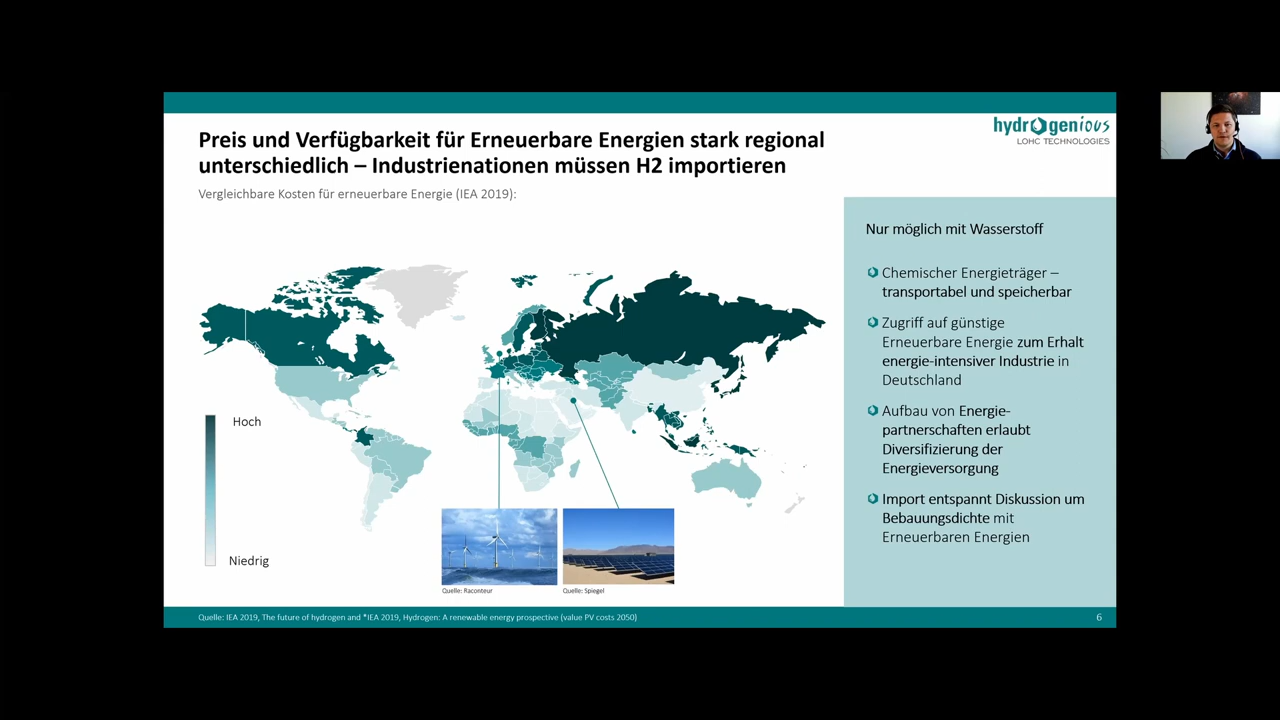 Preis und Verfügbarkeit für Erneuerbare Energien stark regional
unterschiedlich – Industrienationen müssen H2 importieren
hydrogenious
LOHC TECHNOLOGIES
Vergleichbare Kosten für erneuerbare Energie (IEA 2019):
Hoch
Niedrig
Quelle: Raconteur
Quelle: Spiegel
Nur möglich mit Wasserstoff
Chemischer Energieträger –
transportabel und speicherbar
Zugriff auf günstige
Erneuerbare Energie zum Erhalt
energie-intensiver Industrie in
Deutschland
Aufbau von Energie-
partnerschaften erlaubt
Diversifizierung der
Energieversorgung
Import entspannt Diskussion um
Bebauungsdichte mit
Erneuerbaren Energien
Quelle: IEA 2019, The future of hydrogen and *IEA 2019, Hydrogen: A renewable energy prospective (value PV costs 2050)
6